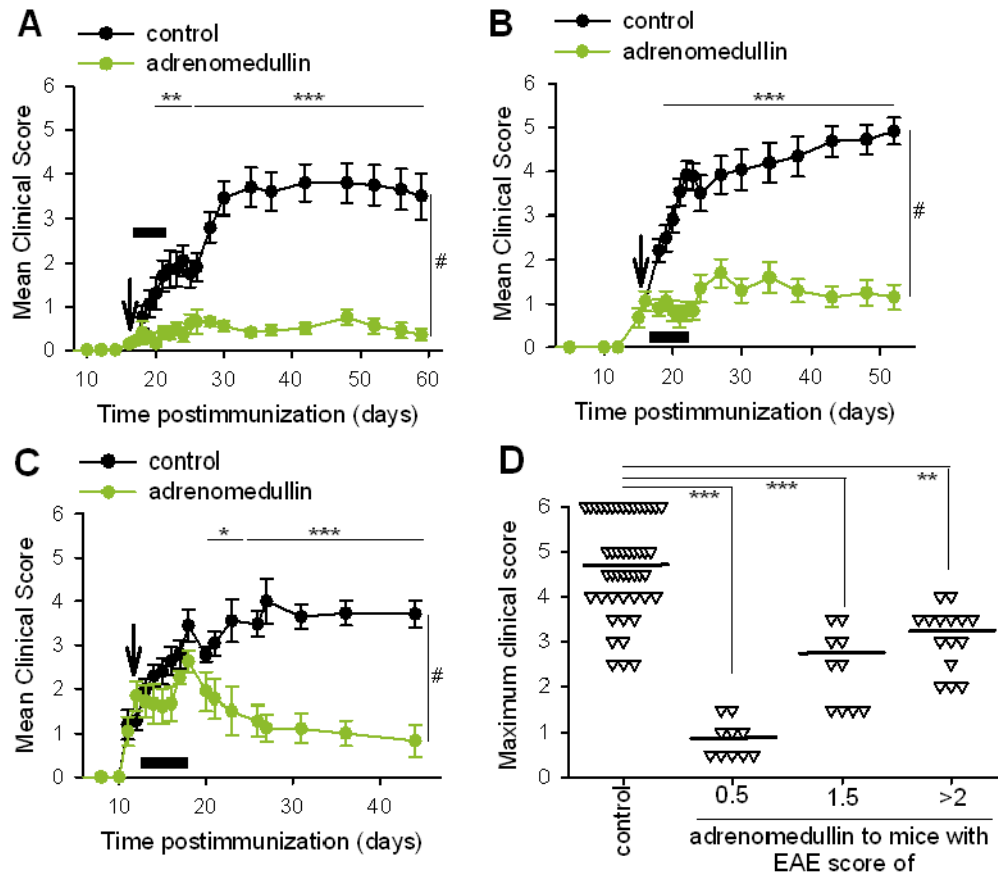 A
control
adrenomedullin
** ***
6
5
4
3
2
1
0
Mean Clinical Score
#
10 20 30 40 50 60
Time postimmunization (days)
B
control
adrenomedullin
***
6
5
4
3
2
1
0
Mean Clinical Score
#
10 20 30 40 50
Time postimmunization (days)
C
control
adrenomedullin
* ***
6
5
4
3
2
1
0
Mean Clinical Score
#
10 20 30 40
Time postimmunization (days)
D
*** *** **
6
5
4
3
2
1
0
Maximum clinical score
control
0.5 1.5 >2
adrenomedullin to mice with
EAE score of